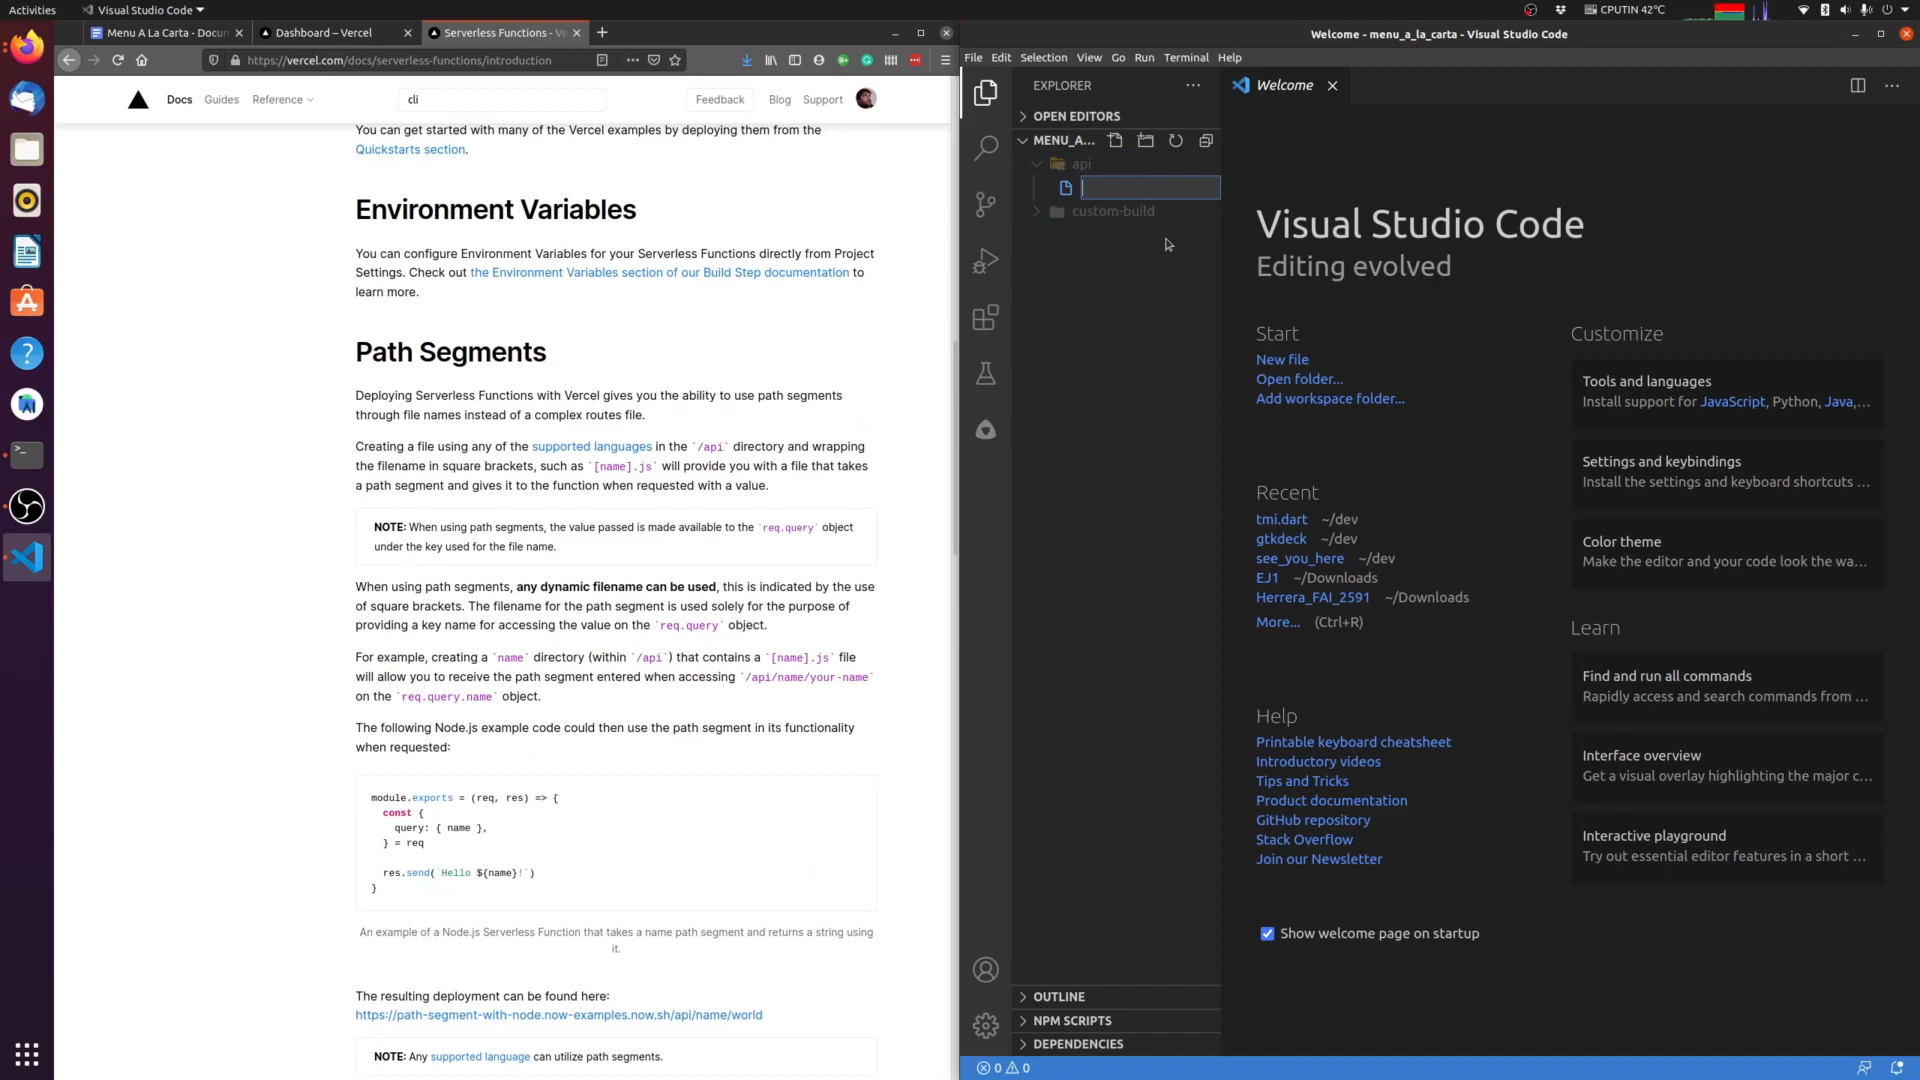 Activities
Visual Studio Code
CPUTIN 42°C
Menu A La Carta - Docum
Dashboard – Vercel
Serverless Functions - Ve
https://vercel.com/docs/serverless-functions/introduction
Docs
Guides
Reference
cli
Feedback
Blog
Support
You can get started with many of the Vercel examples by deploying them from the
Quickstarts section.
Environment Variables
You can configure Environment Variables for your Serverless Functions directly from Project
Settings. Check out the Environment Variables section of our Build Step documentation to
learn more.
Path Segments
Deploying Serverless Functions with Vercel gives you the ability to use path segments
through file names instead of a complex routes file.
Creating a file using any of the supported languages in the `/api` directory and wrapping
the filename in square brackets, such as `[name].js` will provide you with a file that takes
a path segment and gives it to the function when requested with a value.
NOTE: When using path segments, the value passed is made available to the `req.query` object
under the key used for the file name.
When using path segments, any dynamic filename can be used, this is indicated by the use
of square brackets. The filename for the path segment is used solely for the purpose of
providing a key name for accessing the value on the `req.query` object.
For example, creating a `name` directory (within `/api`) that contains a `[name].js` file
will allow you to receive the path segment entered when accessing `/api/name/your-name`
on the `req.query.name` object.
The following Node.js example code could then use the path segment in its functionality
when requested:
module.exports = (req, res) => {
const {
query: { name },
} = req
res.send(`Hello ${name}!`)
}
An example of a Node.js Serverless Function that takes a name path segment and returns a string using
it.
The resulting deployment can be found here:
https://path-segment-with-node.now-examples.now.sh/api/name/world
NOTE: Any supported language can utilize path segments.
Welcome - menu_a_la_carta - Visual Studio Code
File Edit Selection View Go Run Terminal Help
EXPLORER
OPEN EDITORS
MENU_A...
api
custom-build
OUTLINE
NPM SCRIPTS
DEPENDENCIES
0 0
Welcome
Visual Studio Code
Editing evolved
Start
New file
Open folder...
Add workspace folder...
Recent
tmi.dart ~/dev
gtkdeck ~/dev
see_you_here ~/dev
EJ1 ~/Downloads
Herrera_FAI_2591 ~/Downloads
More... (Ctrl+R)
Help
Printable keyboard cheatsheet
Introductory videos
Tips and Tricks
Product documentation
GitHub repository
Stack Overflow
Join our Newsletter
Show welcome page on startup
Customize
Tools and languages
Install support for JavaScript, Python, Java,...
Settings and keybindings
Install the settings and keyboard shortcuts ...
Color theme
Make the editor and your code look the wa...
Learn
Find and run all commands
Rapidly access and search commands from ...
Interface overview
Get a visual overlay highlighting the major c...
Interactive playground
Try out essential editor features in a short ...